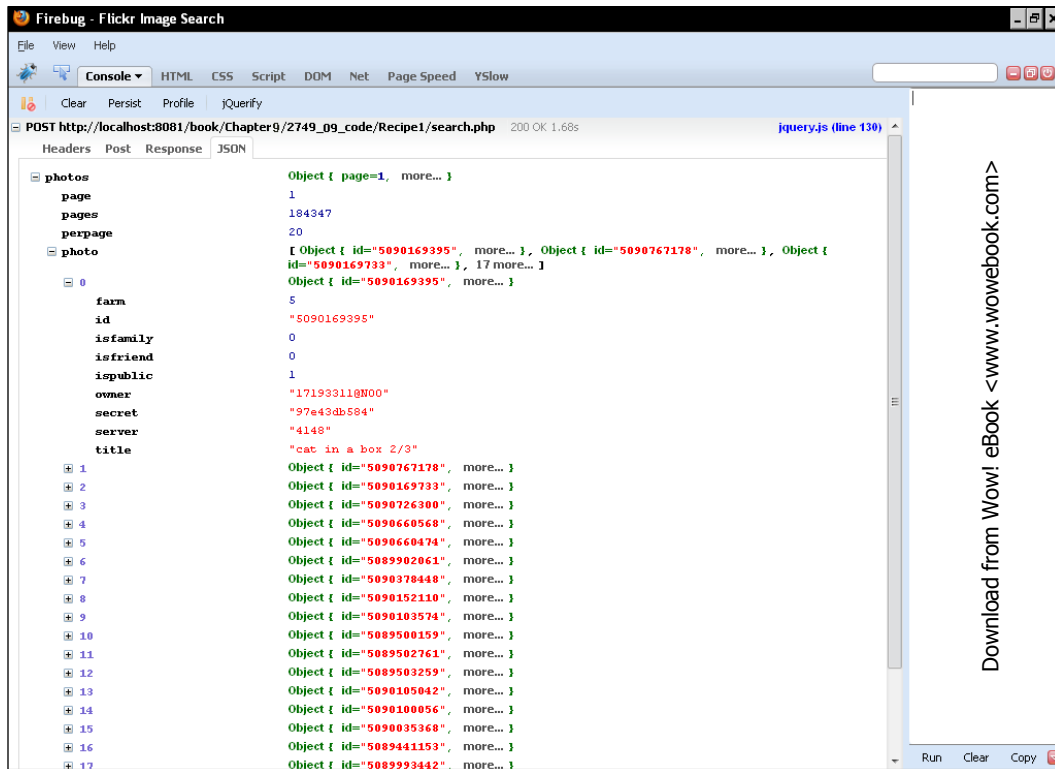 Firebug - Flickr Image Search
File View Help
Console HTML CSS Script DOM Net Page Speed YSlow
Clear Persist Profile jQuerify
POST http://localhost:8081/book/Chapter9/2749_09_code/Recipe1/search.php 200 OK 1.68s jquery.js (line 130)
Headers Post Response JSON
photos Object { page=1, more... }
page 1
pages 184347
perpage 20
photo [ Object { id="5090169395", more... }, Object { id="5090767178", more... }, Object {
id="5090169733", more... }, 17 more... ]
0 Object { id="5090169395", more... }
farm 5
id "5090169395"
isfamily 0
isfriend 0
ispublic 1
owner "17193311@N00"
secret "97e43db584"
server "4148"
title "cat in a box 2/3"
1 Object { id="5090767178", more... }
2 Object { id="5090169733", more... }
3 Object { id="5090726300", more... }
4 Object { id="5090660568", more... }
5 Object { id="5090660474", more... }
6 Object { id="5089902061", more... }
7 Object { id="5090378448", more... }
8 Object { id="5090152110", more... }
9 Object { id="5090103574", more... }
10 Object { id="5089500159", more... }
11 Object { id="5089502761", more... }
12 Object { id="5089503259", more... }
13 Object { id="5090105042", more... }
14 Object { id="5090100056", more... }
15 Object { id="5090035368", more... }
16 Object { id="5089441153", more... }
17 Object { id="5089993442", more... }
Run Clear Copy
Download from Wow! eBook <www.wowebook.com>